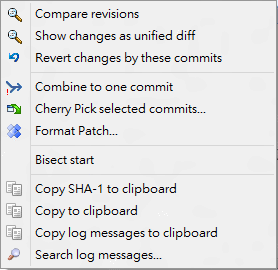 Compare revisions
Show changes as unified diff
Revert changes by these commits
Combine to one commit
Cherry Pick selected commits...
Format Patch...
Bisect start
Copy SHA-1 to clipboard
Copy to clipboard
Copy log messages to clipboard
Search log messages...